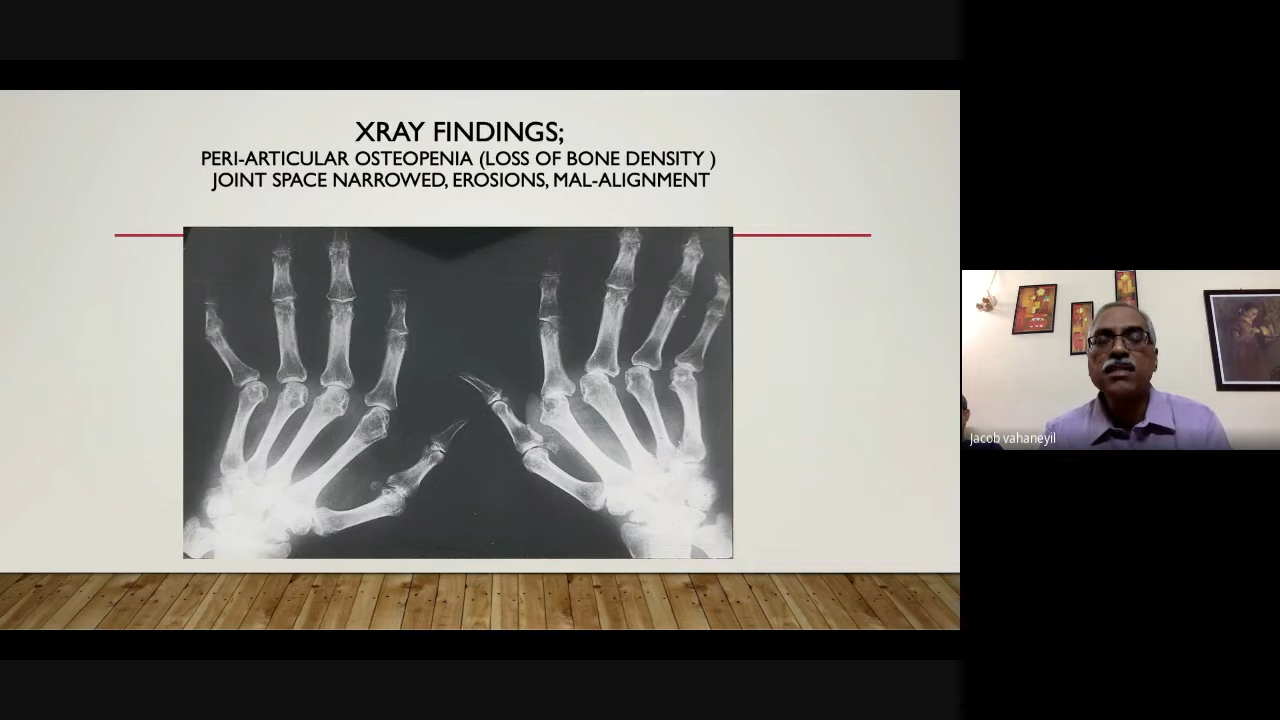 XRAY FINDINGS;
PERI-ARTICULAR OSTEOPENIA (LOSS OF BONE DENSITY )
JOINT SPACE NARROWED, EROSIONS, MAL-ALIGNMENT
Jacob vahaneyil